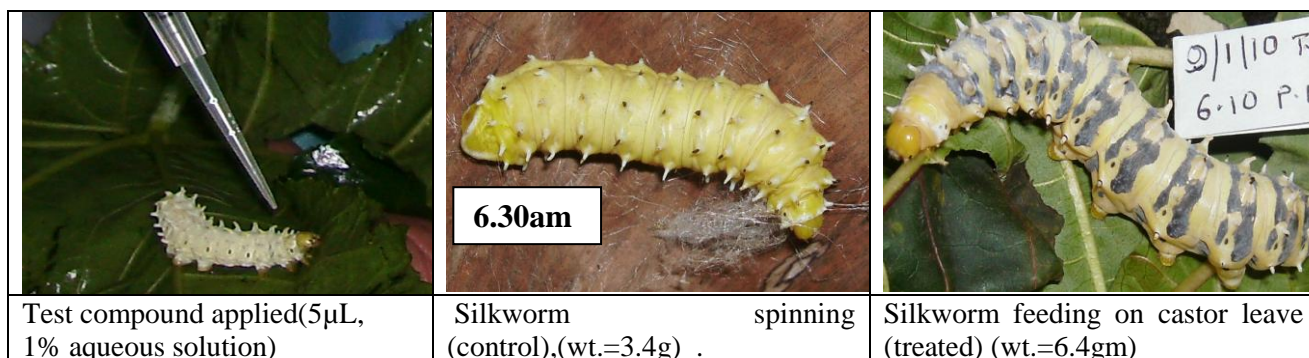 9/1/10
6.10 P.
6.30am
Test compound applied(5µL,
1% aqueous solution)
Silkworm spinning
(control),(wt.=3.4g) .
Silkworm feeding on castor leave
(treated) (wt.=6.4gm)